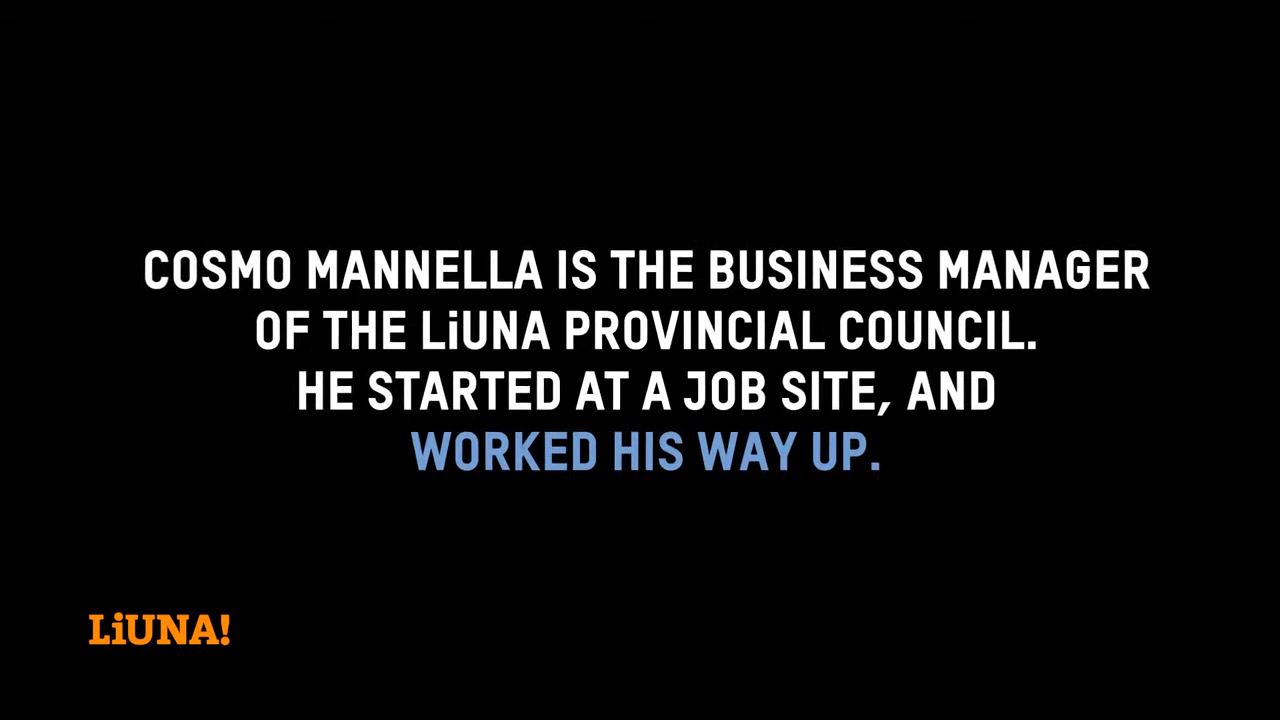 COSMO MANNELLA IS THE BUSINESS MANAGER
OF THE LiUNA PROVINCIAL COUNCIL.
HE STARTED AT A JOB SITE, AND
WORKED HIS WAY UP.
LiUNA!